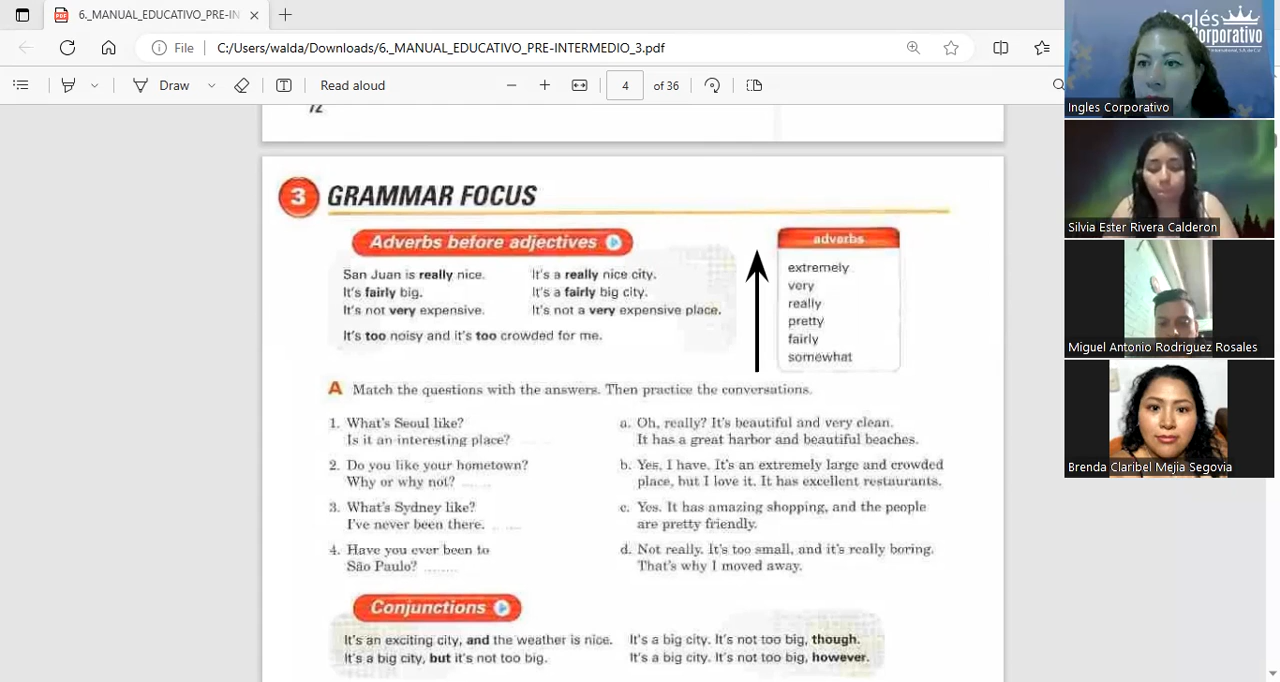 6._MANUAL_EDUCATIVO_PRE-IN
File C:/Users/walda/Downloads/6._MANUAL_EDUCATIVO_PRE-INTERMEDIO_3.pdf
Draw
Read aloud
4 of 36
72
3 GRAMMAR FOCUS
Adverbs before adjectives
San Juan is really nice.
It's a really nice city.
It's fairly big.
It's a fairly big city.
It's not very expensive.
It's not a very expensive place.
It's too noisy and it's too crowded for me.
adverbs
extremely
very
really
pretty
fairly
somewhat
A Match the questions with the answers. Then practice the conversations.
1. What's Seoul like?
Is it an interesting place? ........
2. Do you like your hometown?
Why or why not? ........
3. What's Sydney like?
I've never been there. ........
4. Have you ever been to
São Paulo? ........
a. Oh, really? It's beautiful and very clean.
It has a great harbor and beautiful beaches.
b. Yes, I have. It's an extremely large and crowded
place, but I love it. It has excellent restaurants.
c. Yes. It has amazing shopping, and the people
are pretty friendly.
d. Not really. It's too small, and it's really boring.
That's why I moved away.
Conjunctions
It's an exciting city, and the weather is nice.
It's a big city. It's not too big, though.
It's a big city, but it's not too big.
It's a big city. It's not too big, however.
Inglés
Corporativo
Ingles Corporativo
Silvia Ester Rivera Calderon
Miguel Antonio Rodriguez Rosales
Brenda Claribel Mejia Segovia